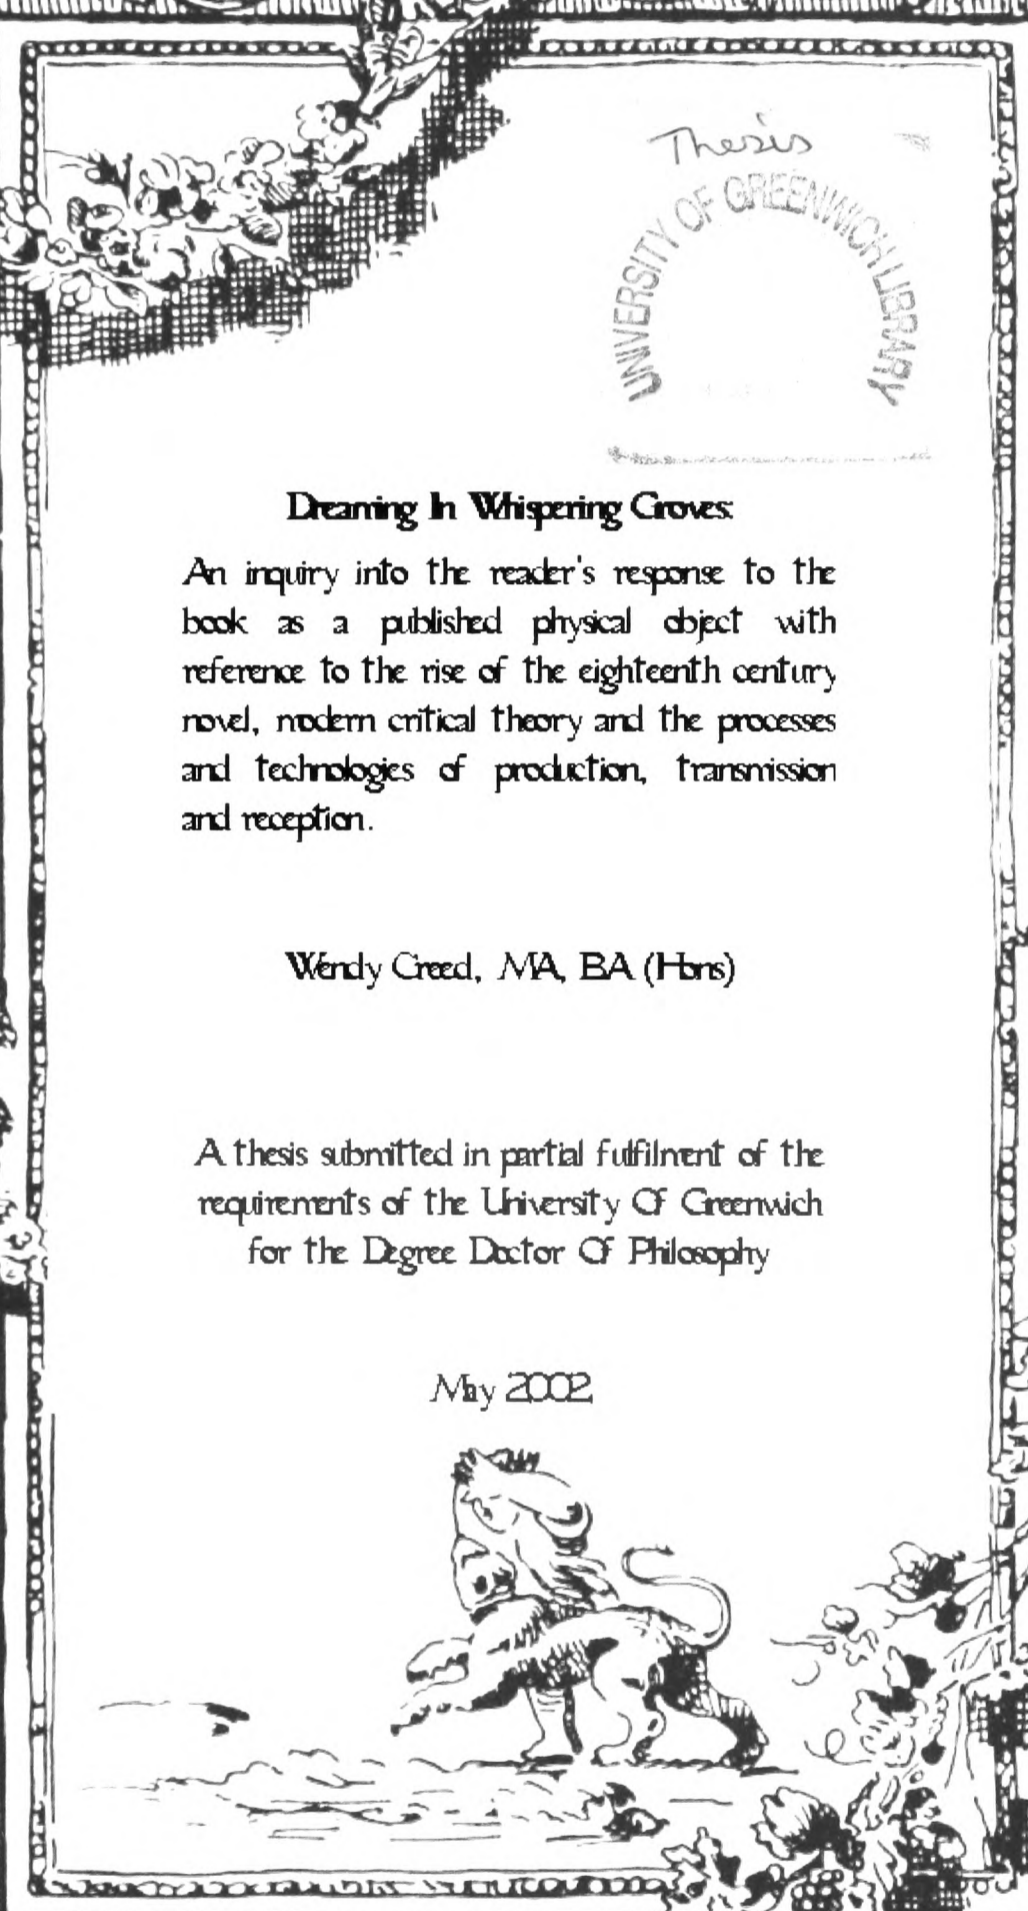 Thesis
UNIVERSITY OF GREENWICH LIBRARY
Dreaming In Whispering Groves:
An inquiry into the reader's response to the
book as a published physical object with
reference to the rise of the eighteenth century
novel, modern critical theory and the processes
and technologies of production, transmission
and reception.
Wendy Creed, MA, BA (Hons)
A thesis submitted in partial fulfilment of the
requirements of the University Of Greenwich
for the Degree Doctor Of Philosophy
May 2002